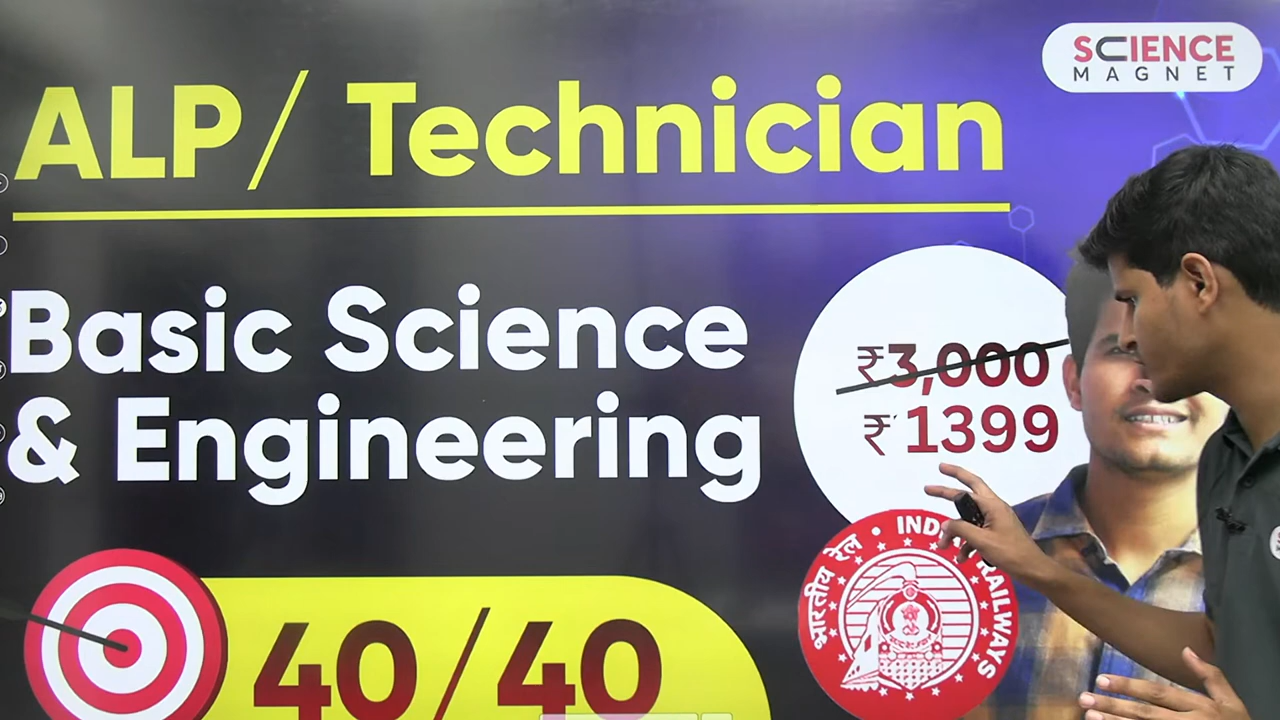 SCIENCE
MAGNET
ALP/ Technician
Basic Science
& Engineering
₹3,000
₹1399
भारतीय रेल • INDIAN RAILWAYS
40/40